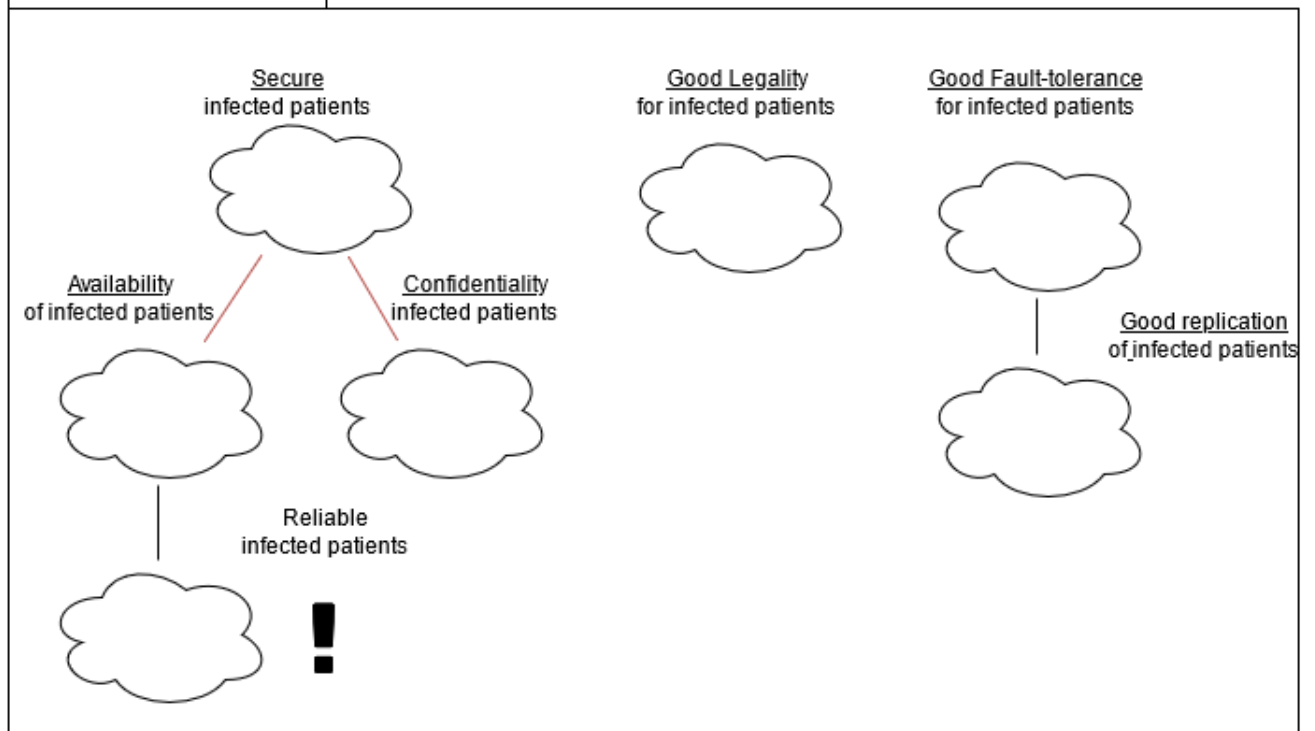 Secure
infected patients
Good Legality
for infected patients
Good Fault-tolerance
for infected patients
Availability
of infected patients
Confidentiality
infected patients
Good replication
of infected patients
Reliable
infected patients
!